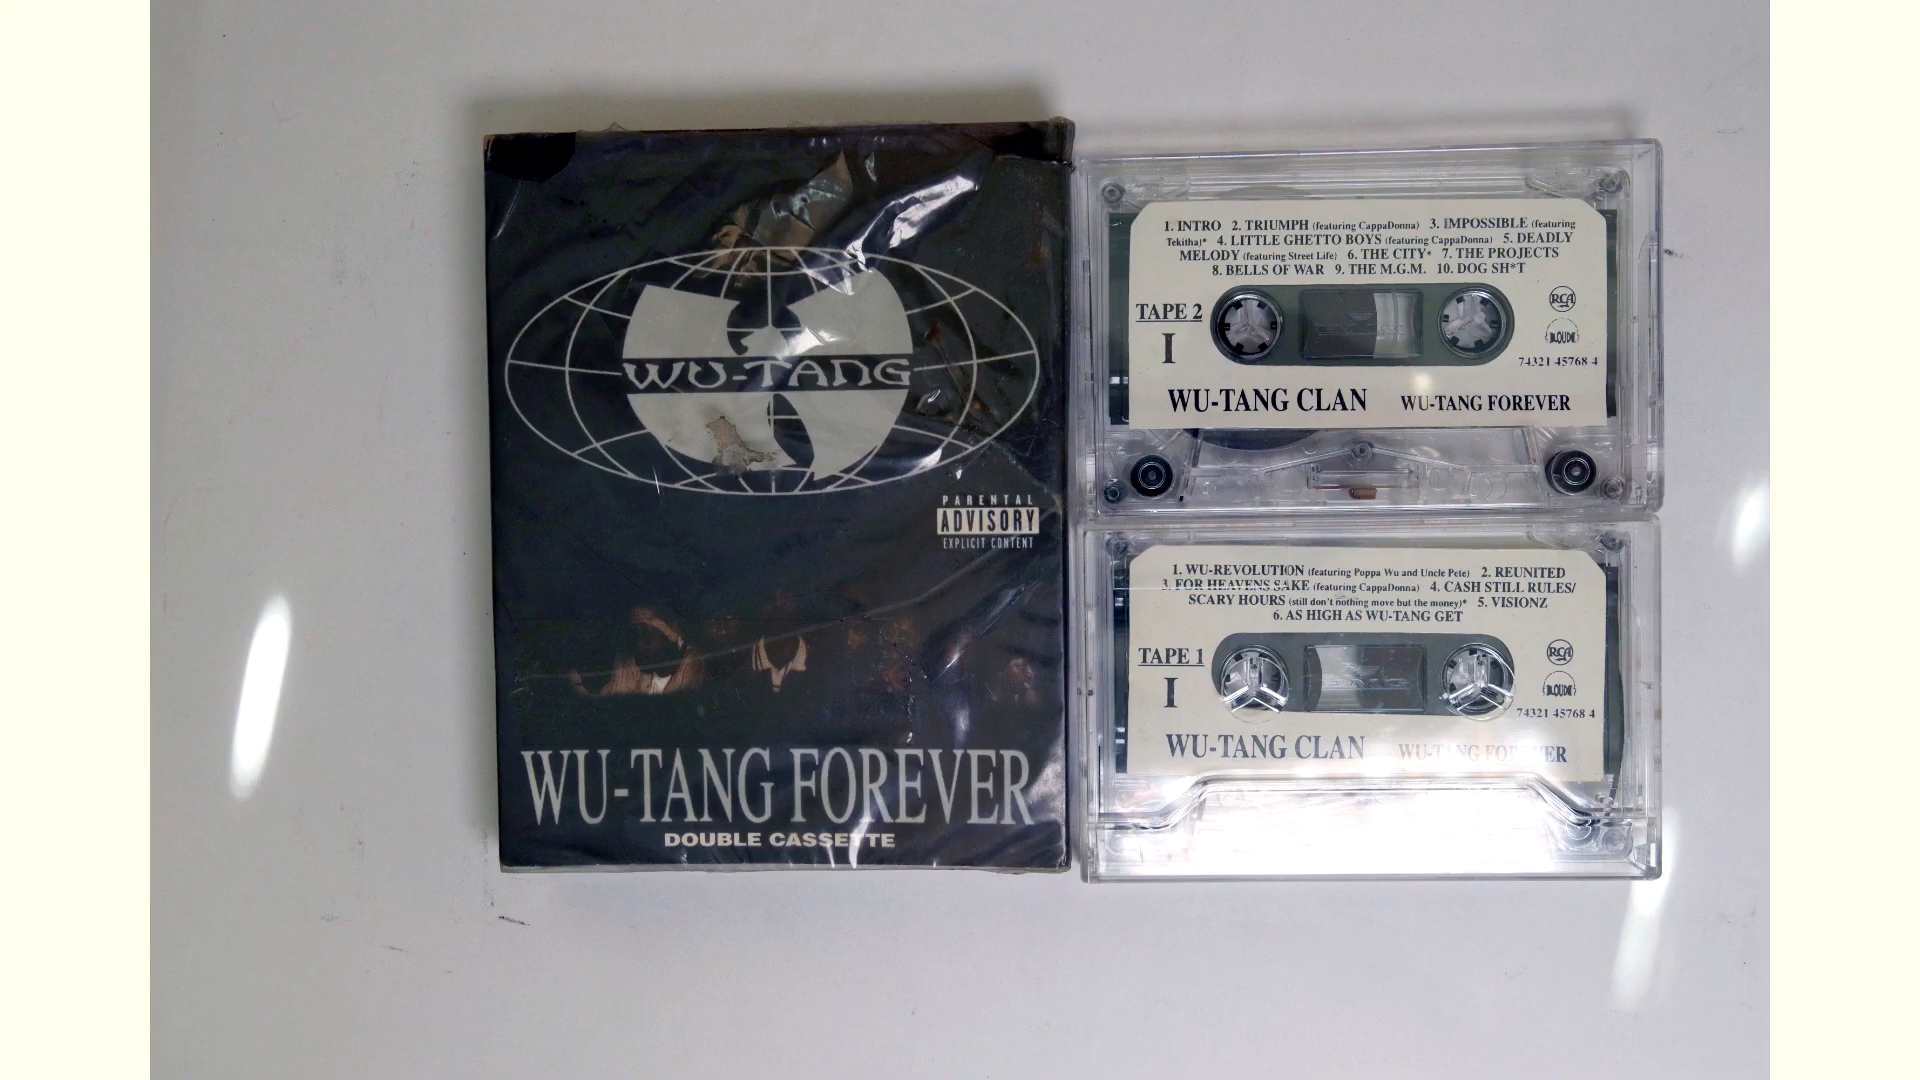 WU-TANG
PARENTAL
ADVISORY
EXPLICIT CONTENT
WU-TANG FOREVER
DOUBLE CASSETTE
1. INTRO 2. TRIUMPH (featuring CappaDonna) 3. IMPOSSIBLE (featuring
Tekitha)* 4. LITTLE GHETTO BOYS (featuring CappaDonna) 5. DEADLY
MELODY (featuring Street Life) 6. THE CITY* 7. THE PROJECTS
8. BELLS OF WAR 9. THE M.G.M. 10. DOG SH*T
TAPE 2
I
RCA
LOUD
74321 45768 4
WU-TANG CLAN WU-TANG FOREVER
1. WU-REVOLUTION (featuring Poppa Wu and Uncle Pete) 2. REUNITED
3. FOR HEAVENS SAKE (featuring CappaDonna) 4. CASH STILL RULES/
SCARY HOURS (still don't nothing move but the money)* 5. VISIONZ
6. AS HIGH AS WU-TANG GET
TAPE 1
I
RCA
LOUD
74321 45768 4
WU-TANG CLAN WU-TANG FOREVER